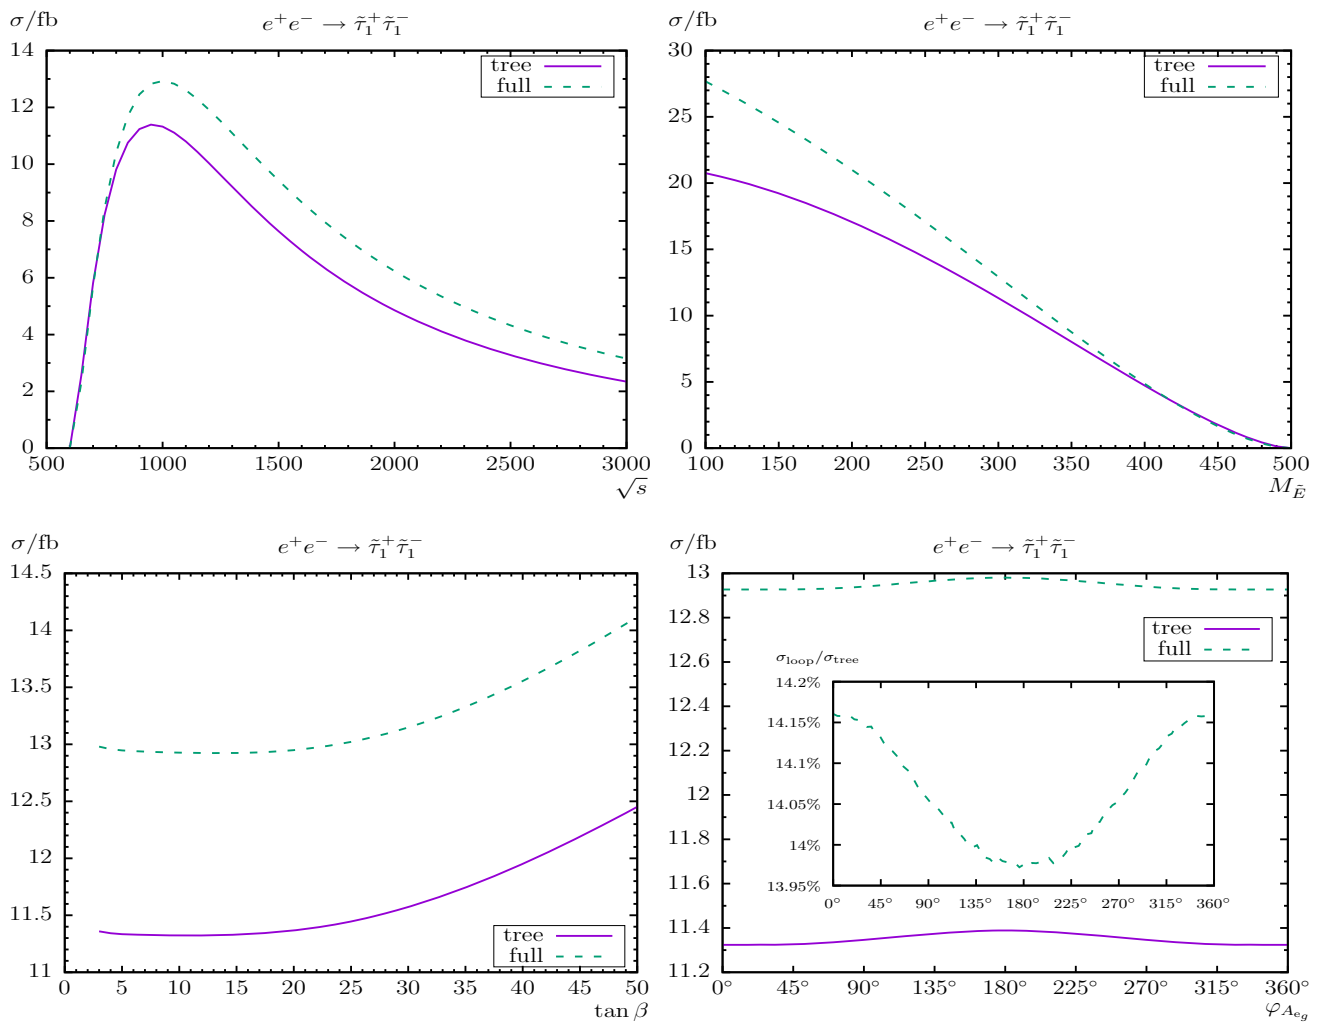 σ/fb
e⁺e⁻ → τ̃₁⁺τ̃₁⁻
14
12
10
8
6
4
2
0
tree
full
500 1000 1500 2000 2500 3000
√s
σ/fb
e⁺e⁻ → τ̃₁⁺τ̃₁⁻
30
25
20
15
10
5
0
tree
full
100 150 200 250 300 350 400 450 500
M_Ẽ
σ/fb
e⁺e⁻ → τ̃₁⁺τ̃₁⁻
14.5
14
13.5
13
12.5
12
11.5
11
tree
full
0 5 10 15 20 25 30 35 40 45 50
tan β
σ/fb
e⁺e⁻ → τ̃₁⁺τ̃₁⁻
13
12.8
12.6
12.4
12.2
12
11.8
11.6
11.4
11.2
tree
full
σ_loop/σ_tree
14.2%
14.15%
14.1%
14.05%
14%
13.95%
0° 45° 90° 135° 180° 225° 270° 315° 360°
0° 45° 90° 135° 180° 225° 270° 315° 360°
φ_A_e_g